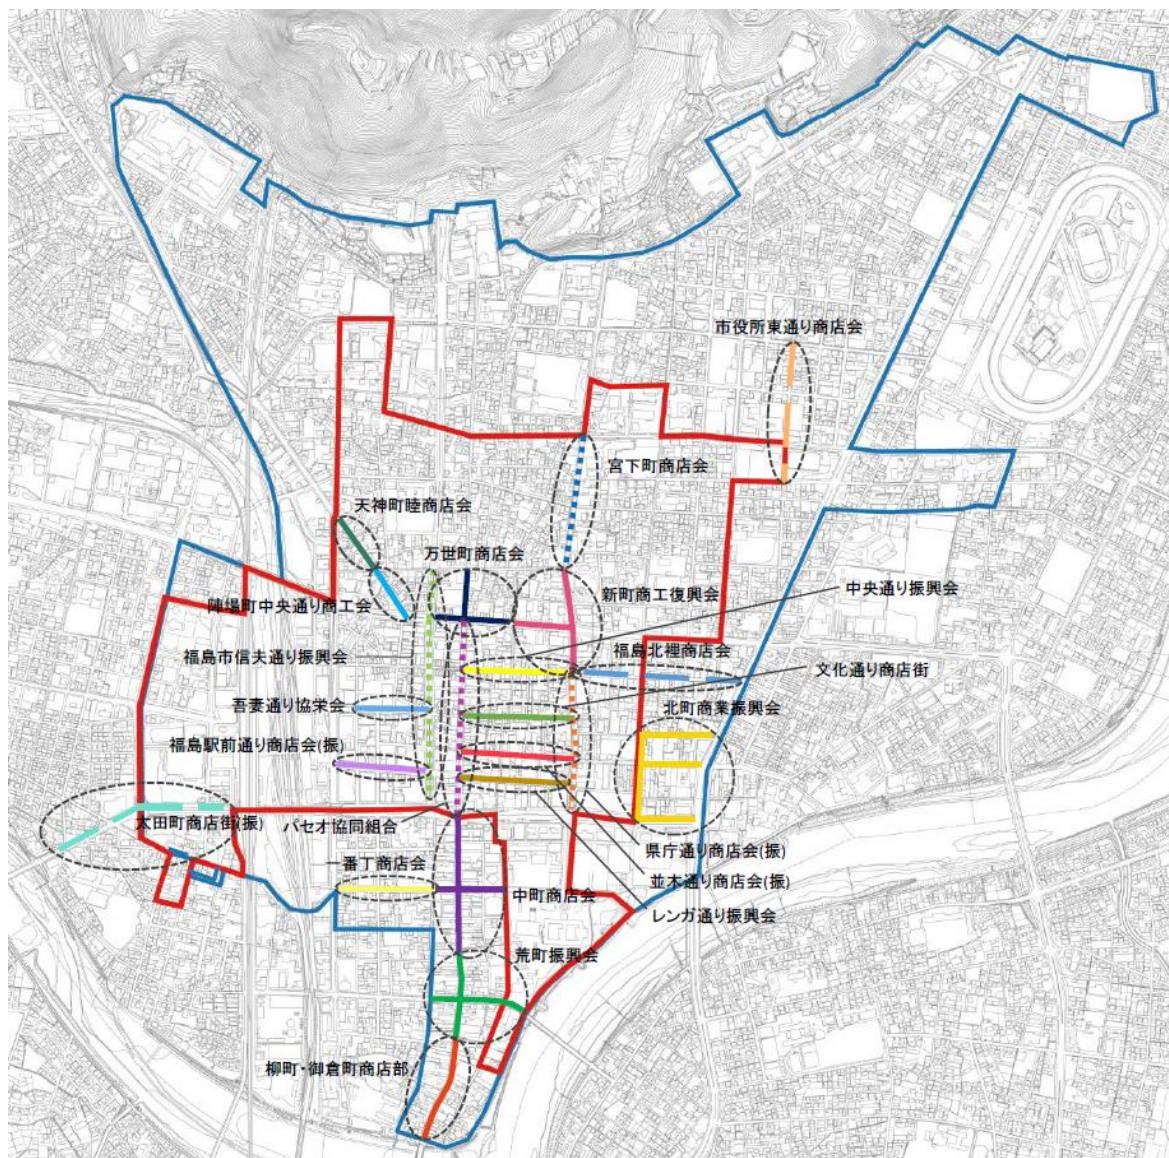 市役所東通り商店会
宮下町商店会
天神町睦商店会
万世町商店会
中央通り振興会
新町商工復興会
陣場町中央通り商工会
福島北裡商店会
福島市信夫通り振興会
文化通り商店街
吾妻通り協栄会
北町商業振興会
福島駅前通り商店会(振)
太田町商店街(振)
パセオ協同組合
県庁通り商店会(振)
一番丁商店会
並木通り商店会(振)
中町商店会
レンガ通り振興会
荒町振興会
柳町・御倉町商店部